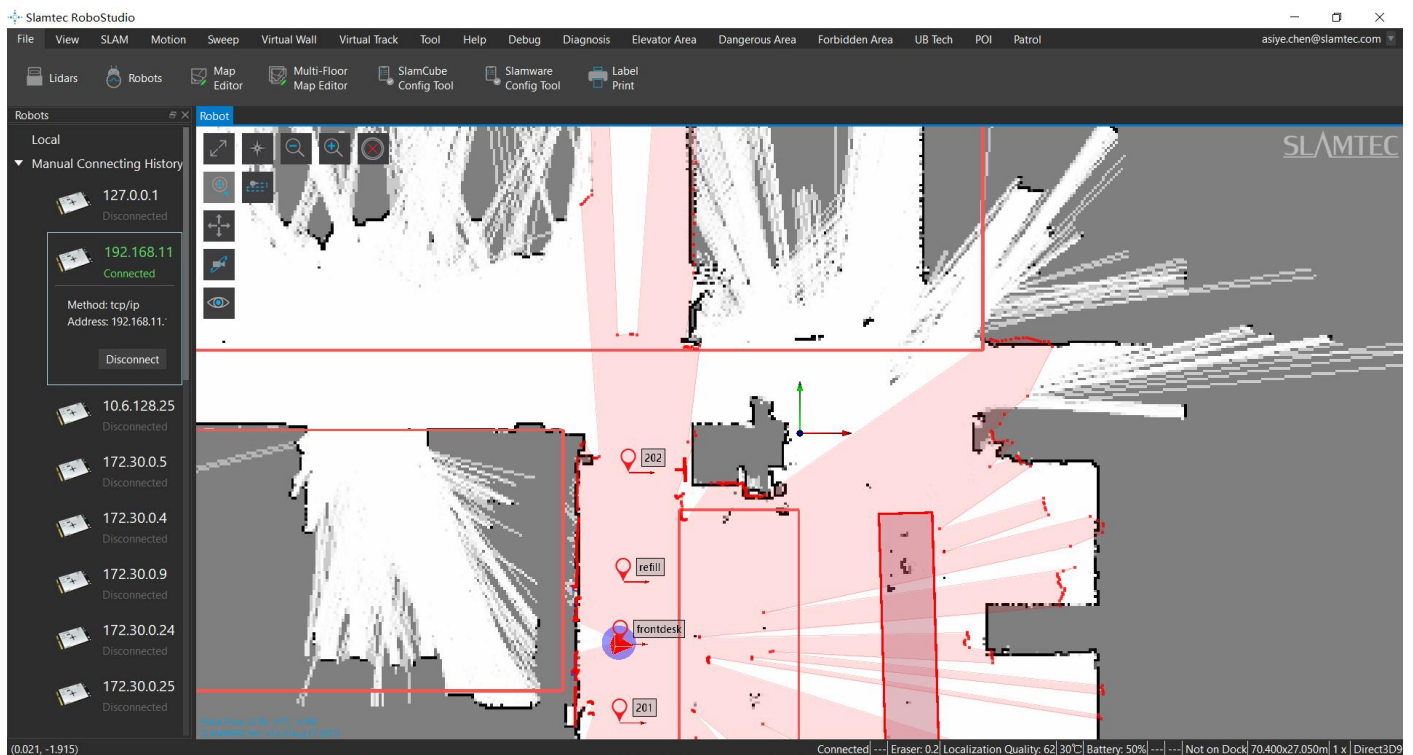 Slamtec RoboStudio
File View SLAM Motion Sweep Virtual Wall Virtual Track Tool Help Debug Diagnosis Elevator Area Dangerous Area Forbidden Area UB Tech POI Patrol asiye.chen@slamtec.com
Lidars
Robots
Map
Editor
Multi-Floor
Map Editor
SlamCube
Config Tool
Slamware
Config Tool
Label
Print
Robots
Robot
Local
Manual Connecting History
127.0.0.1
Disconnected
192.168.11
Connected
Method: tcp/ip
Address: 192.168.11.
Disconnect
10.6.128.25
Disconnected
172.30.0.5
Disconnected
172.30.0.4
Disconnected
172.30.0.9
Disconnected
172.30.0.24
Disconnected
172.30.0.25
Disconnected
SLAMTEC
202
refill
frontdesk
201
(0.021, -1.915)
Connected --- Eraser: 0.2 Localization Quality: 62 30℃ Battery: 50% --- --- Not on Dock 70.400x27.050m 1 x Direct3D9